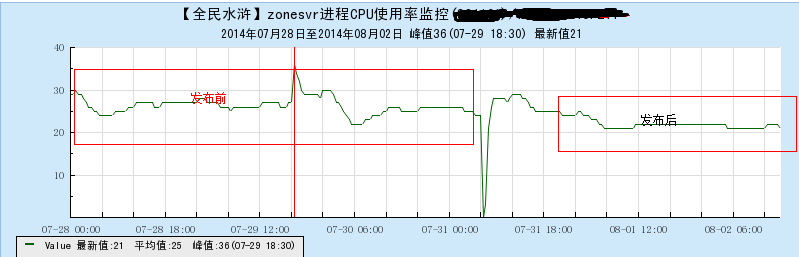 【全民水浒】zonesvr进程CPU使用率监控(
2014年07月28日至2014年08月02日 峰值36(07-29 18:30) 最新值21
40
30
20
10
发布前
发布后
07-28 00:00 07-28 18:00 07-29 12:00 07-30 06:00 07-31 00:00 07-31 18:00 08-01 12:00 08-02 06:00
Value 最新值:21 平均值:25 峰值:36(07-29 18:30)